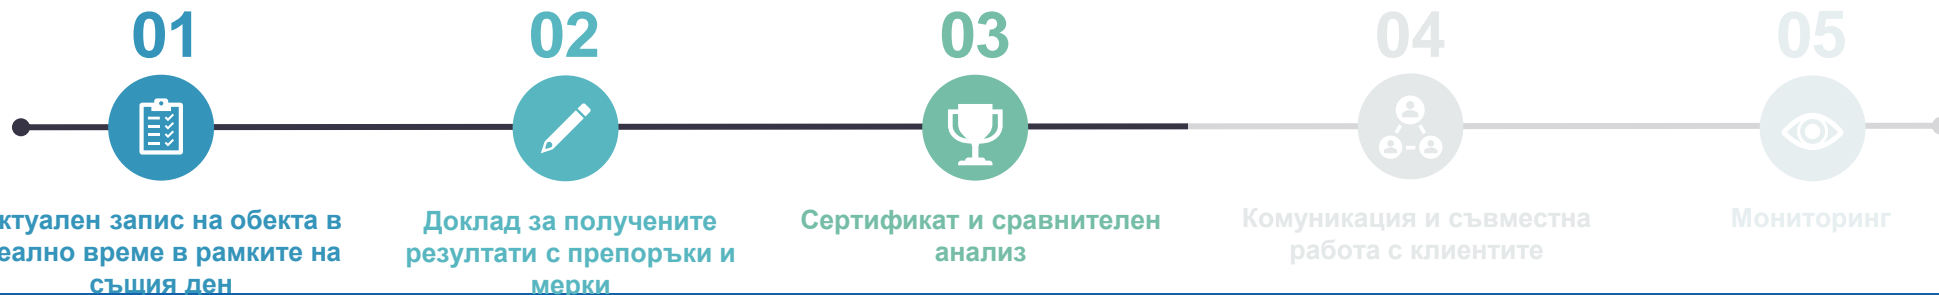 01
02
03
04
05
ктуален запис на обекта в
еално време в рамките на
същия ден
Доклад за получените
резултати с препоръки и
мерки
Сертификат и сравнителен
анализ
Комуникация и съвместна
работа с клиентите
Мониторинг